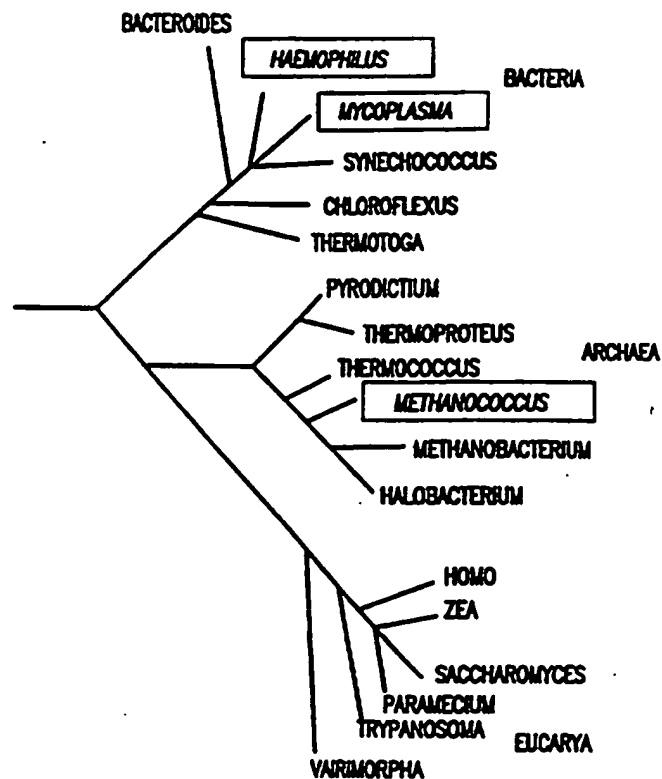 BACTEROIDES
HAEMOPHILUS
BACTERIA
MYCOPLASMA
SYNECHOCOCCUS
CHLOROFLEXUS
THERMOTOGA
PYRODICTIUM
THERMOPROTEUS
ARCHAEA
THERMOCOCCUS
METHANOCOCCUS
METHANOBACTERIUM
HALOBACTERIUM
HOMO
ZEA
SACCHAROMYCES
PARAMECIUM
TRYPANOSOMA
EUCARYA
VAIRIMORPHA